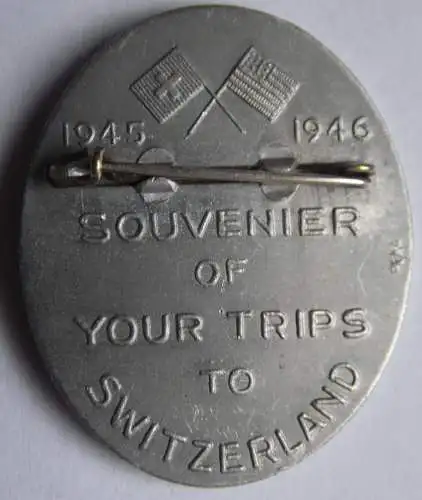 1945 1946
SOUVENIER
OF
YOUR TRIPS
TO
SWITZERLAND